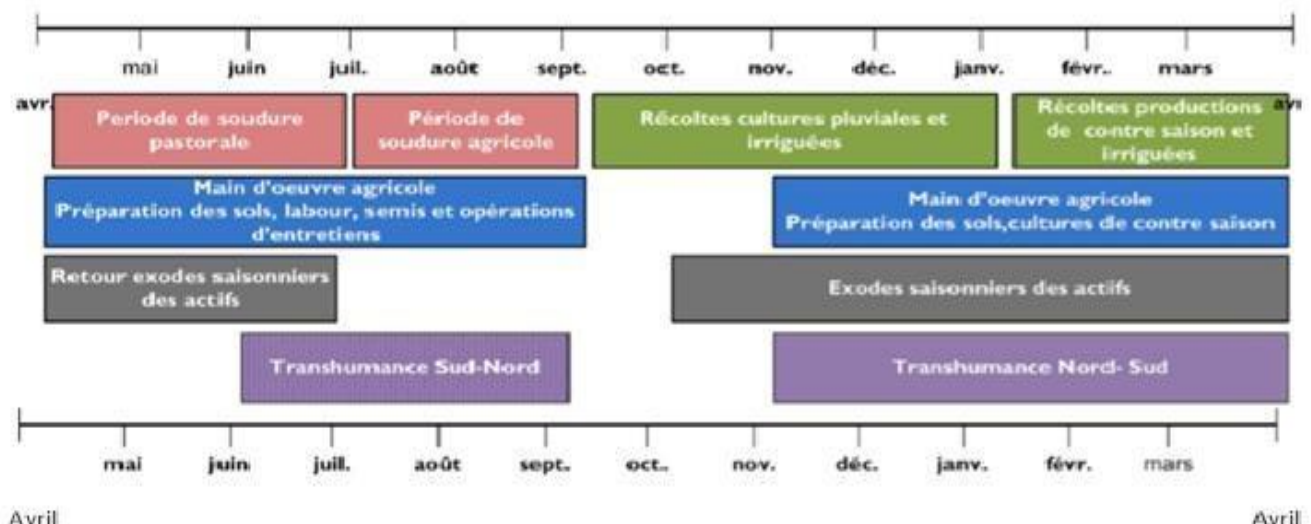 mai juin juil. août sept. oct. nov. déc. janv. févr. mars
avr.
Periode de soudure
pastorale
Période de
soudure agricole
Récoltes cultures pluviales et
irriguées
Récoltes productions
de contre saison et
irriguées
avr
Main d'oeuvre agricole
Préparation des sols, labour, semis et opérations
d'entretiens
Main d'oeuvre agricole
Préparation des sols,cultures de contre saison
Retour exodes saisonniers
des actifs
Exodes saisonniers des actifs
Transhumance Sud-Nord
Transhumance Nord- Sud
mai juin juil. août sept. oct. nov. déc. janv. févr. mars
Avril Avril